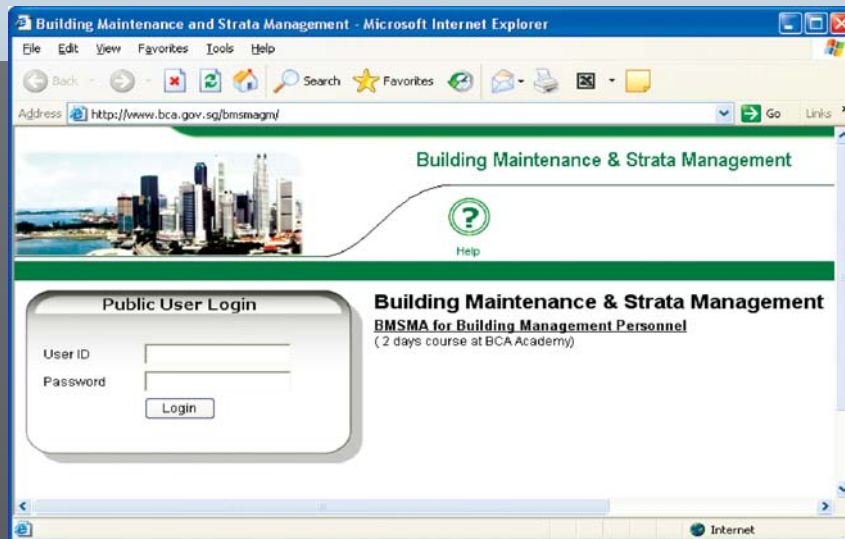 Building Maintenance and Strata Management - Microsoft Internet Explorer
File Edit View Favorites Tools Help
Back Search Favorites
Address http://www.bca.gov.sg/bmsmagm/ Go Links
Building Maintenance & Strata Management
?
Help
Public User Login
User ID
Password
Login
Building Maintenance & Strata Management
BMSMA for Building Management Personnel
( 2 days course at BCA Academy)
Internet